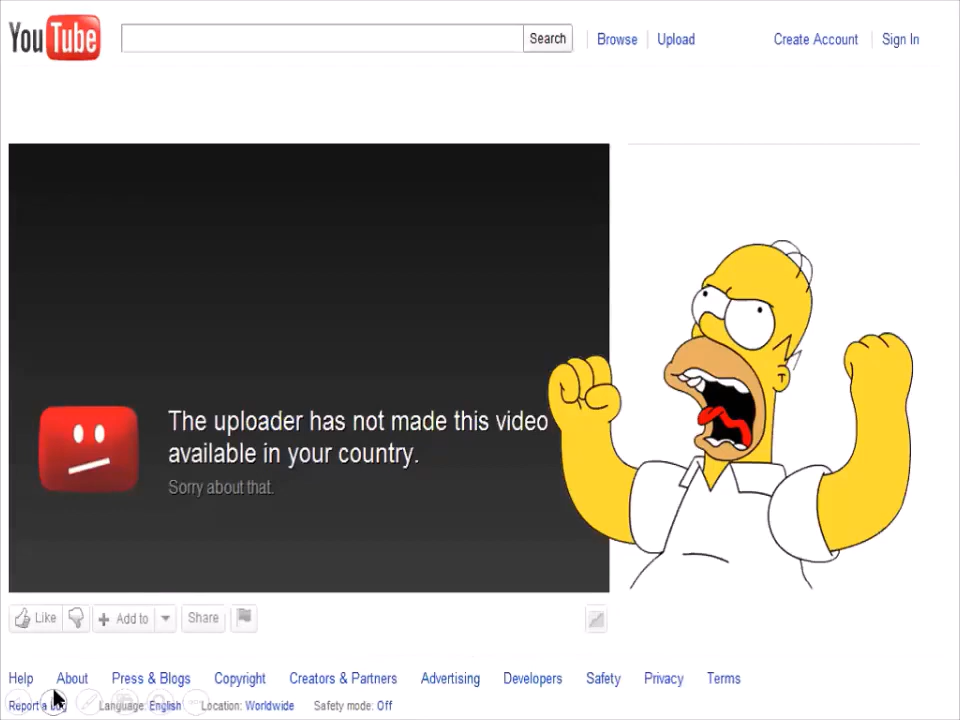 YouTube
Search Browse Upload Create Account Sign In
The uploader has not made this video
available in your country.
Sorry about that.
Like Add to Share
Help About Press & Blogs Copyright Creators & Partners Advertising Developers Safety Privacy Terms
Report a Language: English Location: Worldwide Safety mode: Off